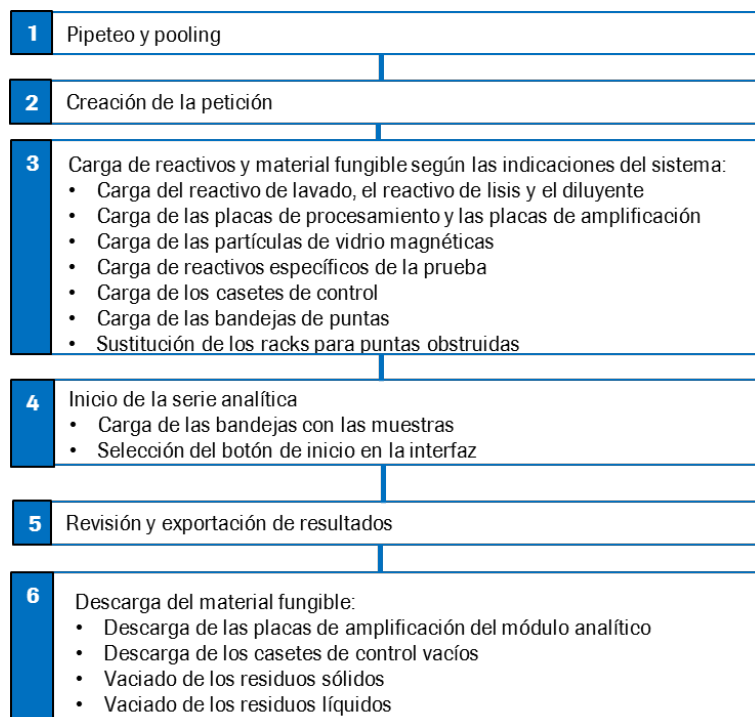 1 Pipeteo y pooling
2 Creación de la petición
3 Carga de reactivos y material fungible según las indicaciones del sistema:
• Carga del reactivo de lavado, el reactivo de lisis y el diluyente
• Carga de las placas de procesamiento y las placas de amplificación
• Carga de las partículas de vidrio magnéticas
• Carga de reactivos específicos de la prueba
• Carga de los casetes de control
• Carga de las bandejas de puntas
• Sustitución de los racks para puntas obstruidas
4 Inicio de la serie analítica
• Carga de las bandejas con las muestras
• Selección del botón de inicio en la interfaz
5 Revisión y exportación de resultados
6 Descarga del material fungible:
• Descarga de las placas de amplificación del módulo analítico
• Descarga de los casetes de control vacíos
• Vaciado de los residuos sólidos
• Vaciado de los residuos líquidos